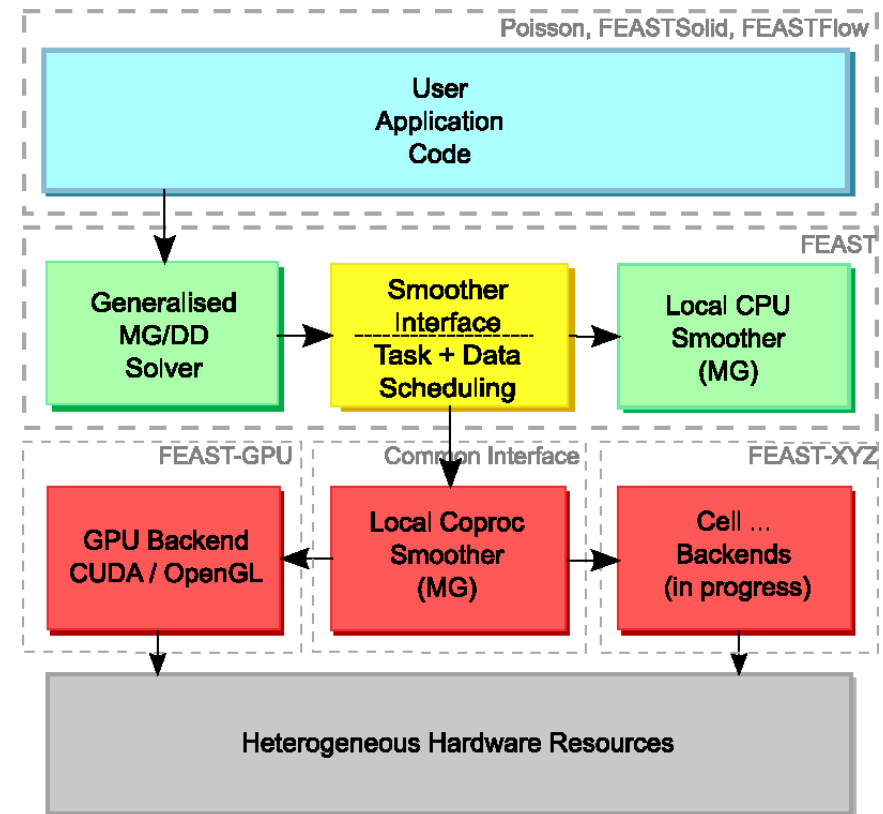 Poisson, FEASTSolid, FEASTFlow
User
Application
Code
FEAST
Generalised
MG/DD
Solver
Smoother
Interface
Task + Data
Scheduling
Local CPU
Smoother
(MG)
FEAST-GPU
GPU Backend
CUDA / OpenGL
Common Interface
Local Coproc
Smoother
(MG)
FEAST-XYZ
Cell ...
Backends
(in progress)
Heterogeneous Hardware Resources